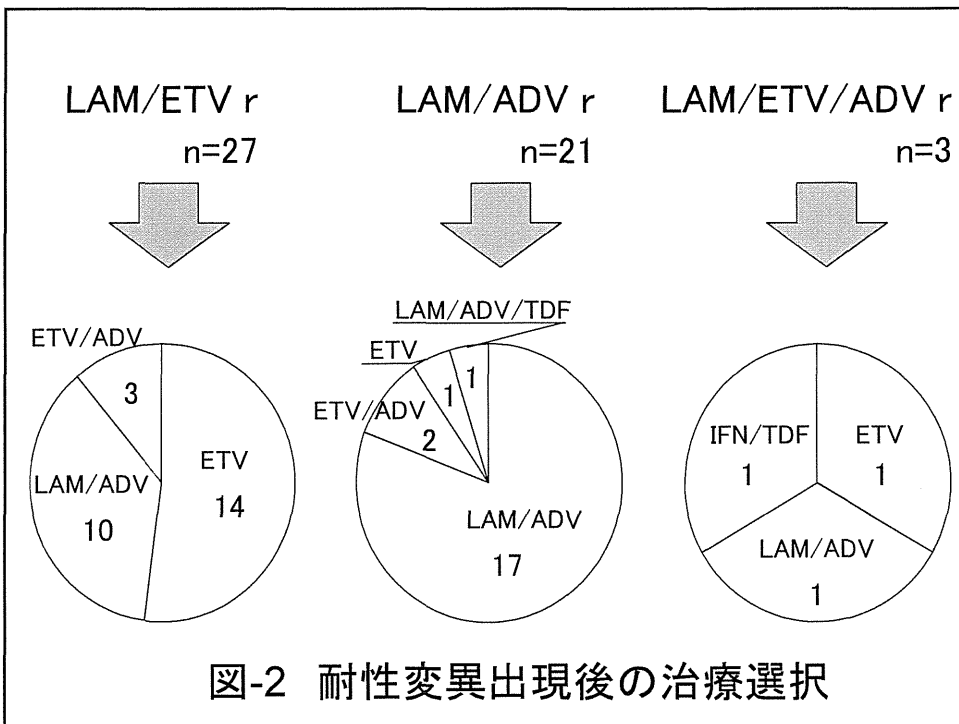 LAM/ETV r
n=27
LAM/ADV r
n=21
LAM/ETV/ADV r
n=3
ETV/ADV
3
LAM/ADV
10
ETV
14
LAM/ADV/TDF
1
ETV
1
ETV/ADV
2
LAM/ADV
17
IFN/TDF
1
ETV
1
LAM/ADV
1
図-2 耐性変異出現後の治療選択